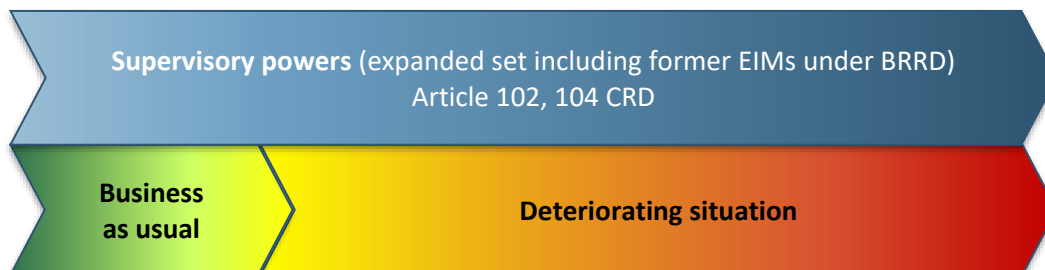 Supervisory powers (expanded set including former EIMs under BRRD)
Article 102, 104 CRD
Business
as usual
Deteriorating situation